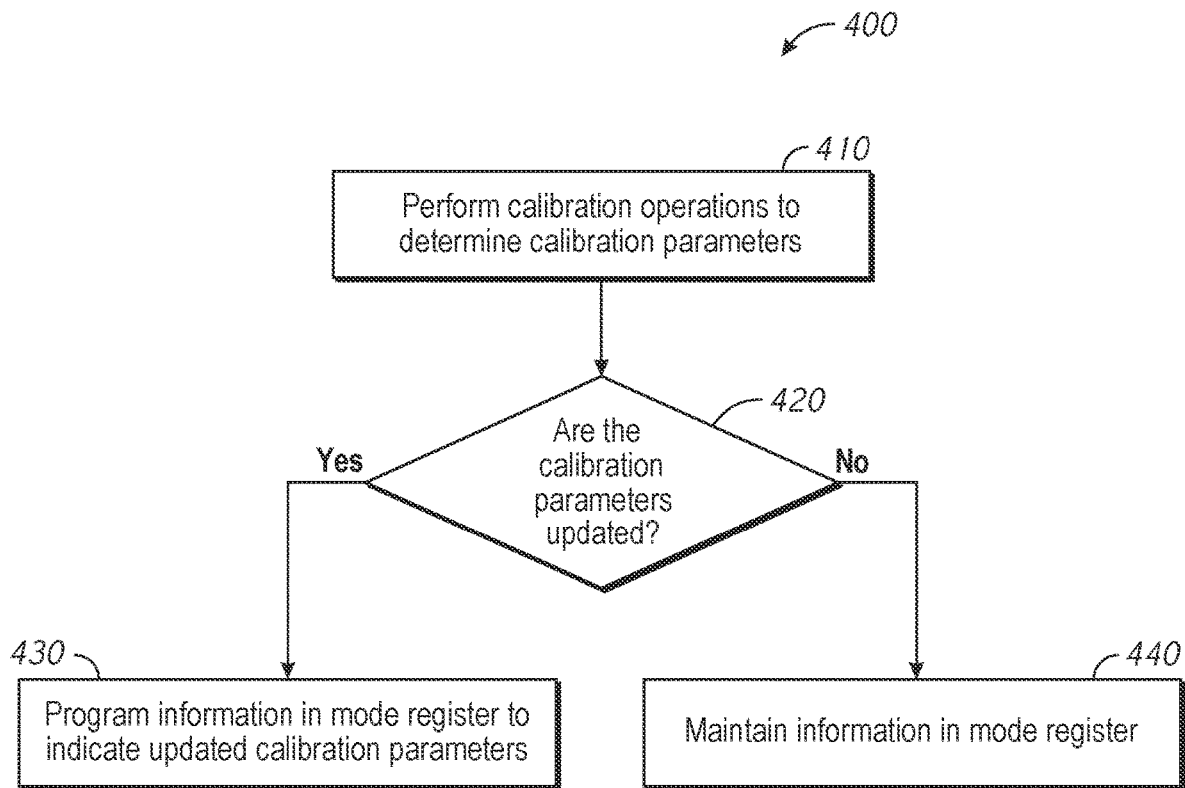 400
410
Perform calibration operations to
determine calibration parameters
420
Are the
calibration
parameters
updated?
Yes
No
430
Program information in mode register to
indicate updated calibration parameters
440
Maintain information in mode register